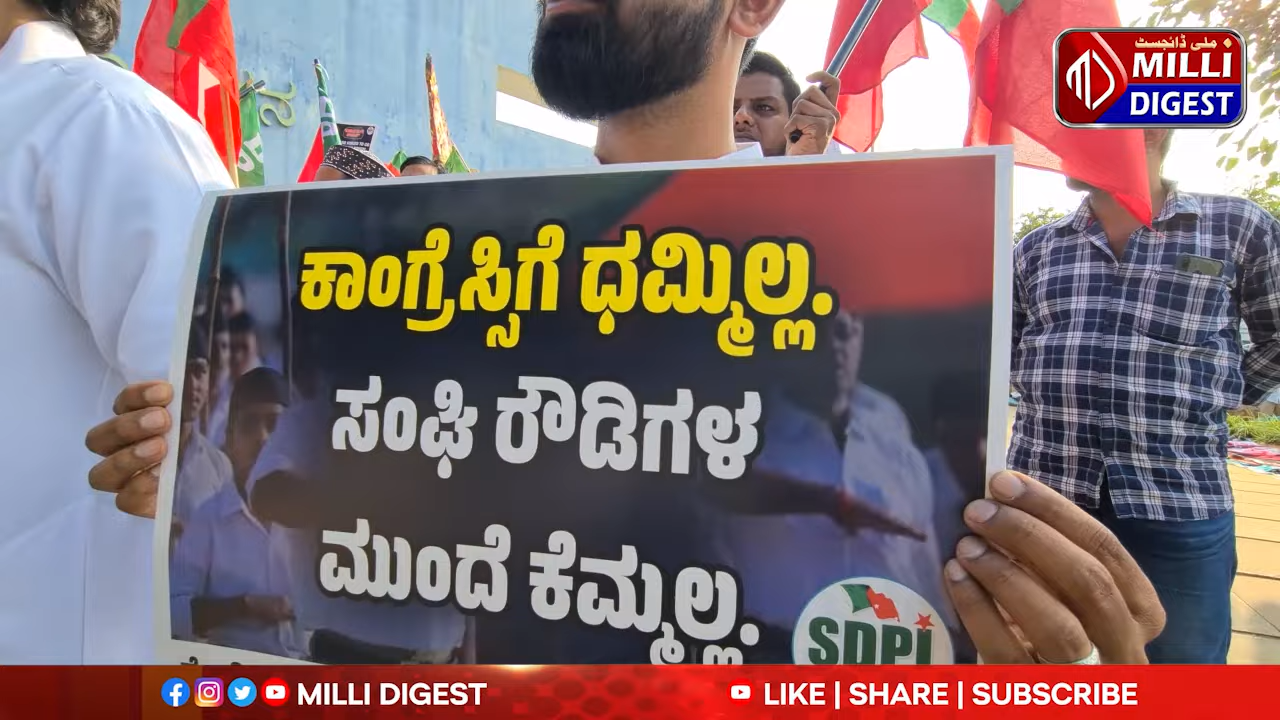 ملی ڈائجسٹ
MILLI
DIGEST
ನ
ಕಾಂಗ್ರೆಸ್ಸಿಗೆ ಧಮ್ಮಿಲ್ಲ.
ಸಂಘಿ ರೌಡಿಗಳ
ಮುಂದೆ ಕೆಮ್ಮಲ್ಲ.
SDPI
MILLI DIGEST
LIKE | SHARE | SUBSCRIBE